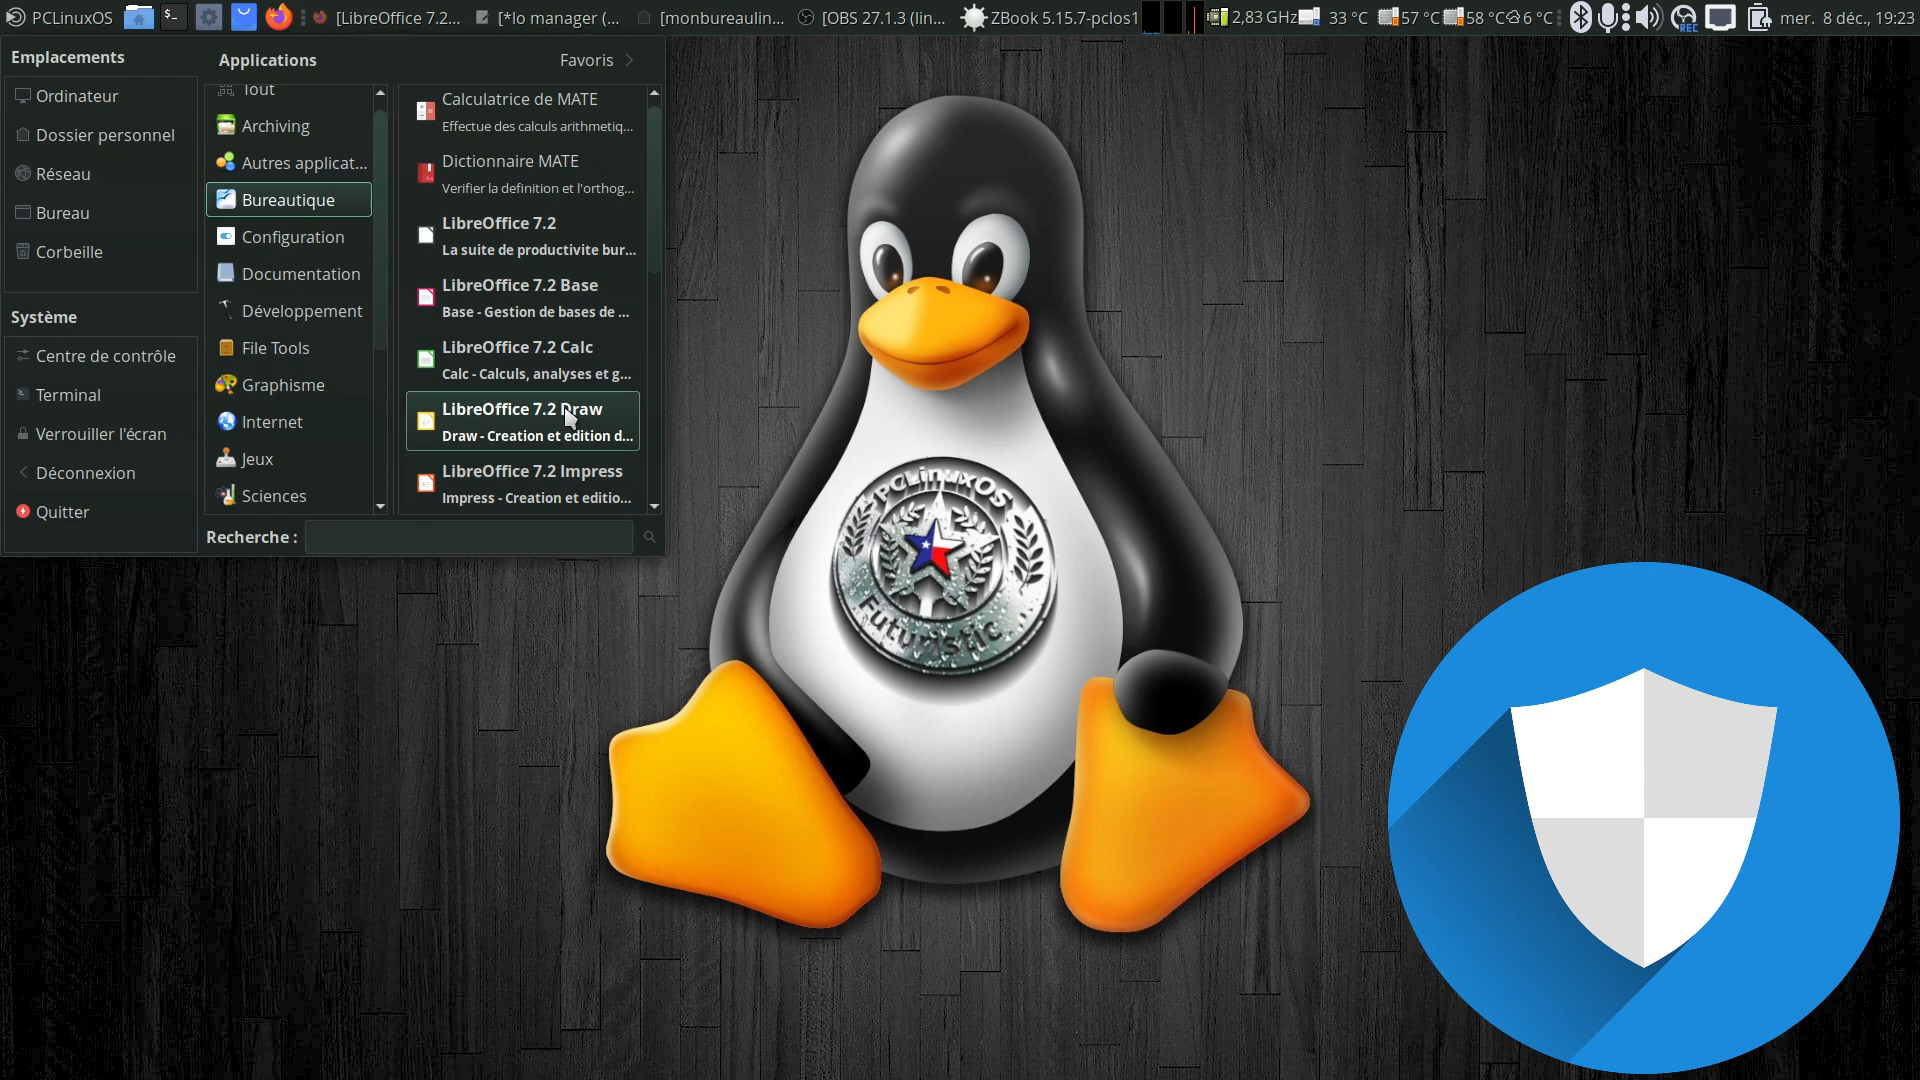 PCLinuxOS
[LibreOffice 7.2...
[*lo manager (...
[monbureaulin...
[OBS 27.1.3 (lin...
ZBook 5.15.7-pclos1
2,83 GHz
33 °C
57 °C
58 °C
6 °C
REC
mer. 8 déc., 19:23
Emplacements
Ordinateur
Dossier personnel
Réseau
Bureau
Corbeille
Système
Centre de contrôle
Terminal
Verrouiller l'écran
Déconnexion
Quitter
Applications
Favoris
Tout
Archiving
Autres applicat...
Bureautique
Configuration
Documentation
Développement
File Tools
Graphisme
Internet
Jeux
Sciences
Calculatrice de MATE
Effectue des calculs arithmetiq...
Dictionnaire MATE
Verifier la definition et l'orthog...
LibreOffice 7.2
La suite de productivite bur...
LibreOffice 7.2 Base
Base - Gestion de bases de ...
LibreOffice 7.2 Calc
Calc - Calculs, analyses et g...
LibreOffice 7.2 Draw
Draw - Creation et edition d...
LibreOffice 7.2 Impress
Impress - Creation et editio...
Recherche :
PCLinuxOS
Futuristic